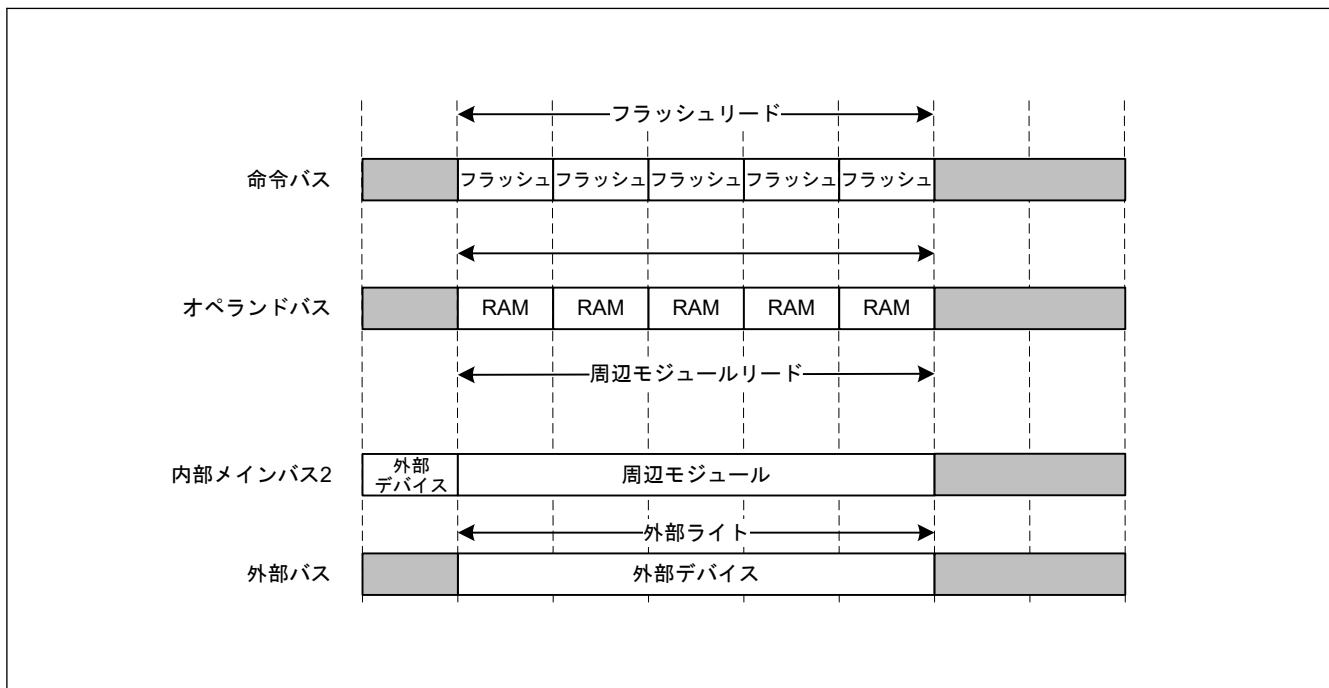 フラッシュリード
命令バス
フラッシュ フラッシュ フラッシュ フラッシュ フラッシュ
オペランドバス
RAM RAM RAM RAM RAM
周辺モジュールリード
内部メインバス2
外部
デバイス
周辺モジュール
外部ライト
外部バス
外部デバイス